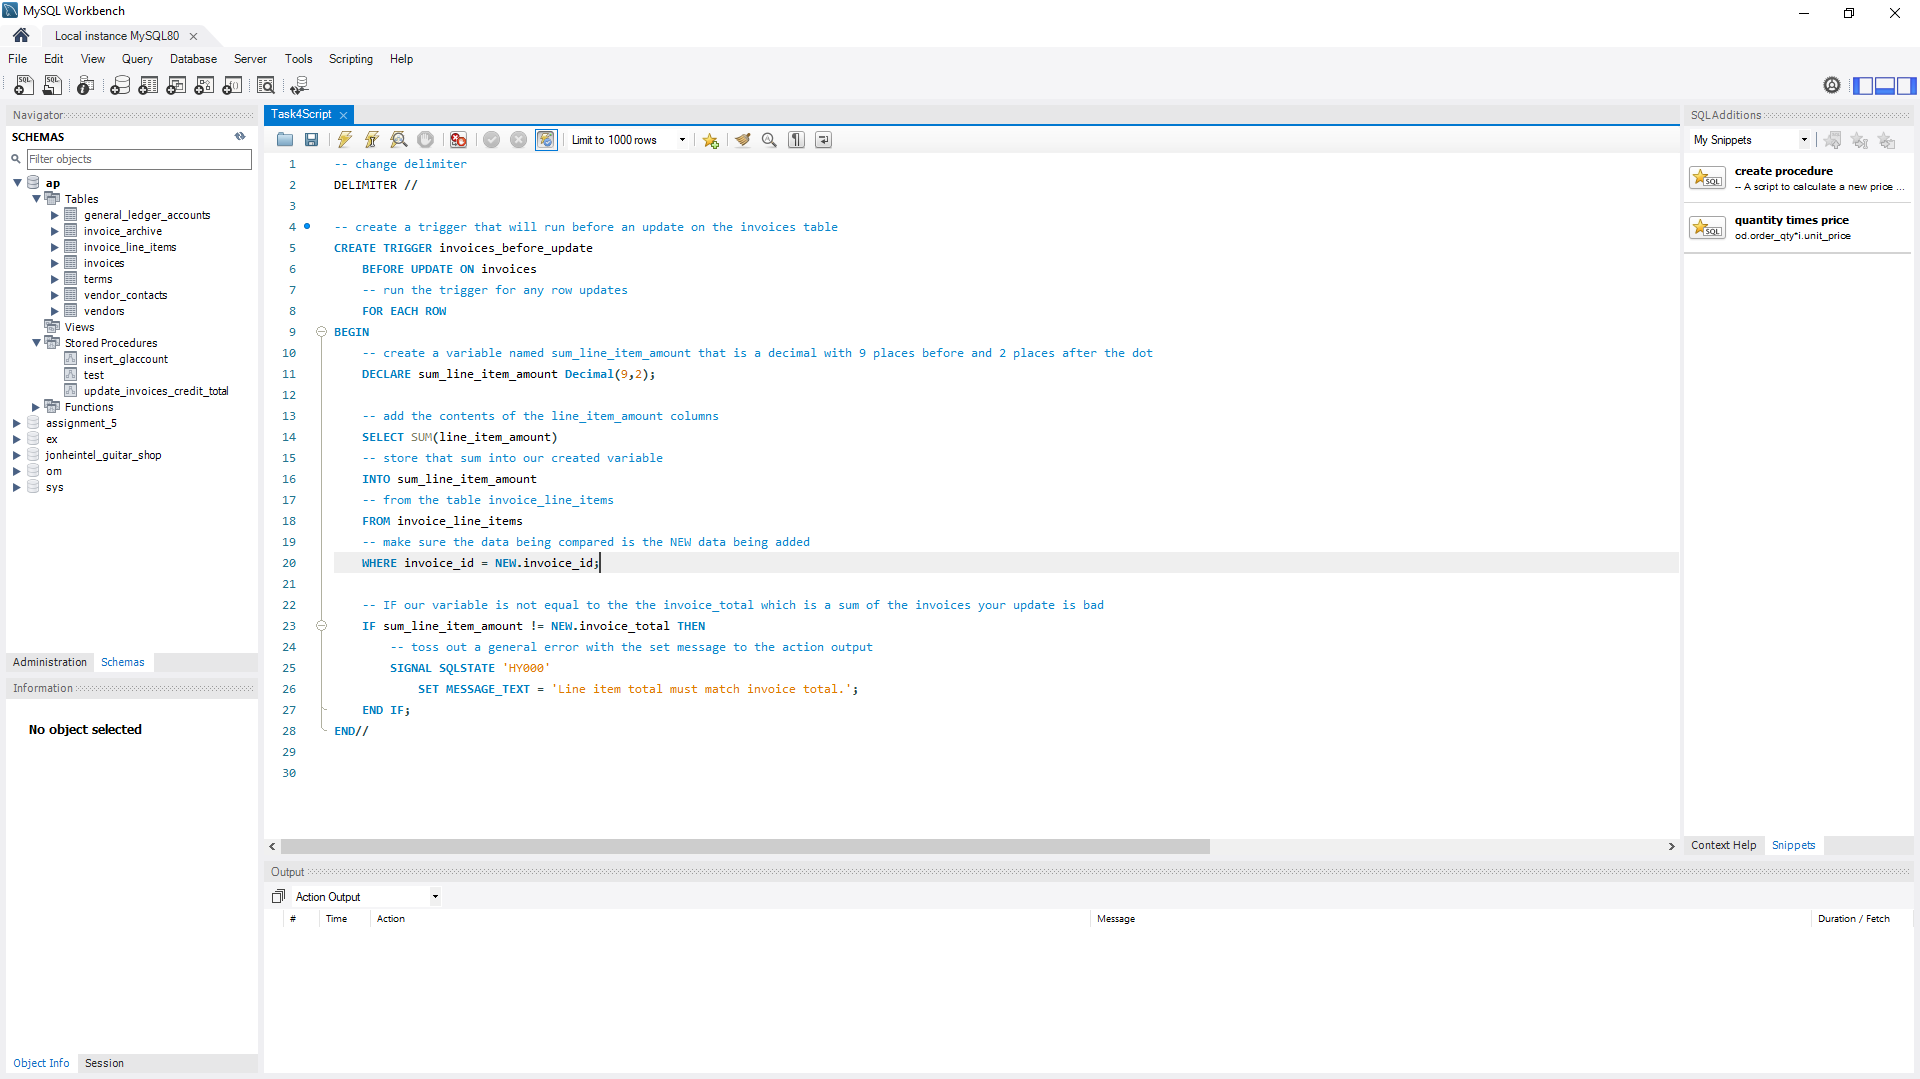 MySQL Workbench
Local instance MySQL80
File Edit View Query Database Server Tools Scripting Help
Navigator
SCHEMAS
Filter objects
ap
Tables
general_ledger_accounts
invoice_archive
invoice_line_items
invoices
terms
vendor_contacts
vendors
Views
Stored Procedures
insert_glaccount
test
update_invoices_credit_total
Functions
assignment_5
ex
jonheintel_guitar_shop
om
sys
Administration Schemas
Information
No object selected
Object Info Session
Task4Script
Limit to 1000 rows
1 -- change delimiter
2 DELIMITER //
3
4 -- create a trigger that will run before an update on the invoices table
5 CREATE TRIGGER invoices_before_update
6 BEFORE UPDATE ON invoices
7 -- run the trigger for any row updates
8 FOR EACH ROW
9 BEGIN
10 -- create a variable named sum_line_item_amount that is a decimal with 9 places before and 2 places after the dot
11 DECLARE sum_line_item_amount Decimal(9,2);
12
13 -- add the contents of the line_item_amount columns
14 SELECT SUM(line_item_amount)
15 -- store that sum into our created variable
16 INTO sum_line_item_amount
17 -- from the table invoice_line_items
18 FROM invoice_line_items
19 -- make sure the data being compared is the NEW data being added
20 WHERE invoice_id = NEW.invoice_id;
21
22 -- IF our variable is not equal to the the invoice_total which is a sum of the invoices your update is bad
23 IF sum_line_item_amount != NEW.invoice_total THEN
24 -- toss out a general error with the set message to the action output
25 SIGNAL SQLSTATE 'HY000'
26 SET MESSAGE_TEXT = 'Line item total must match invoice total.';
27 END IF;
28 END//
29
30
Output
Action Output
# Time Action Message Duration / Fetch
SQLAdditions
My Snippets
SQL
create procedure
-- A script to calculate a new price ...
SQL
quantity times price
od.order_qty*i.unit_price
Context Help Snippets